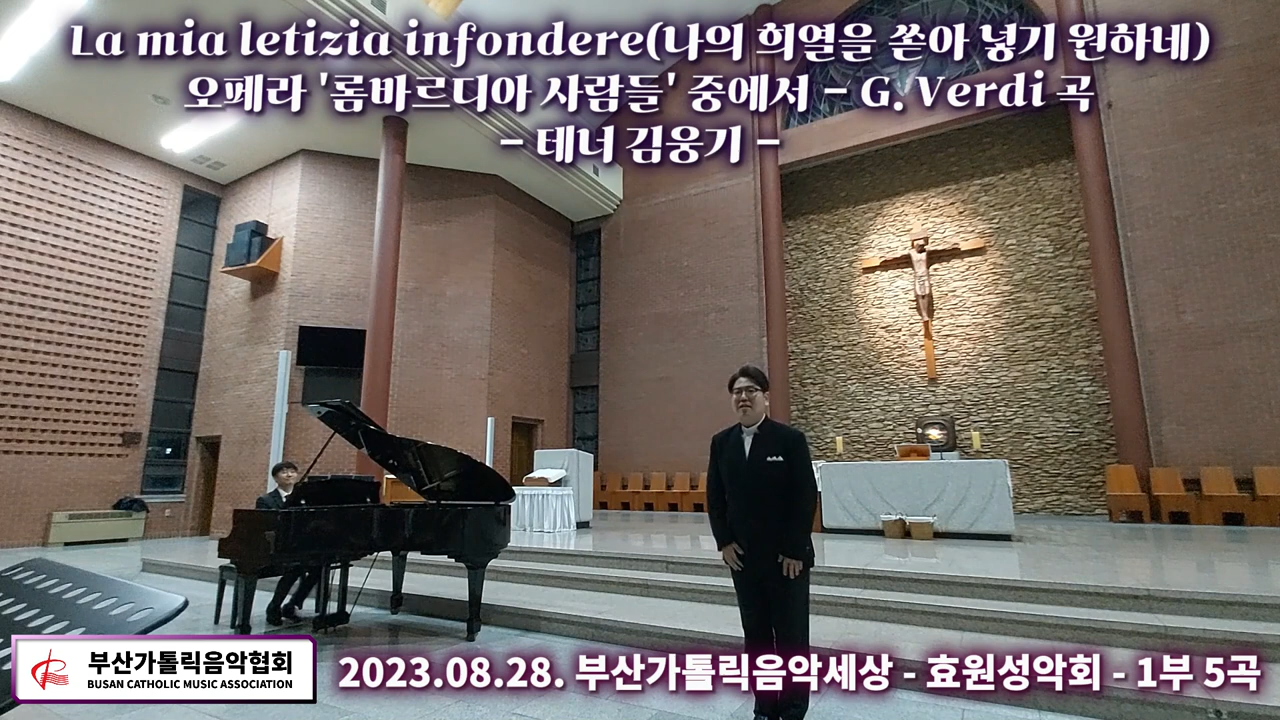 La mia letizia infondere(나의 희열을 쏟아 넣기 원하네)
오페라 '롬바르디아 사람들' 중에서 - G. Verdi 곡
- 테너 김웅기 -
부산가톨릭음악협회
BUSAN CATHOLIC MUSIC ASSOCIATION
2023.08.28. 부산가톨릭음악세상 - 효원성악회 - 1부 5곡